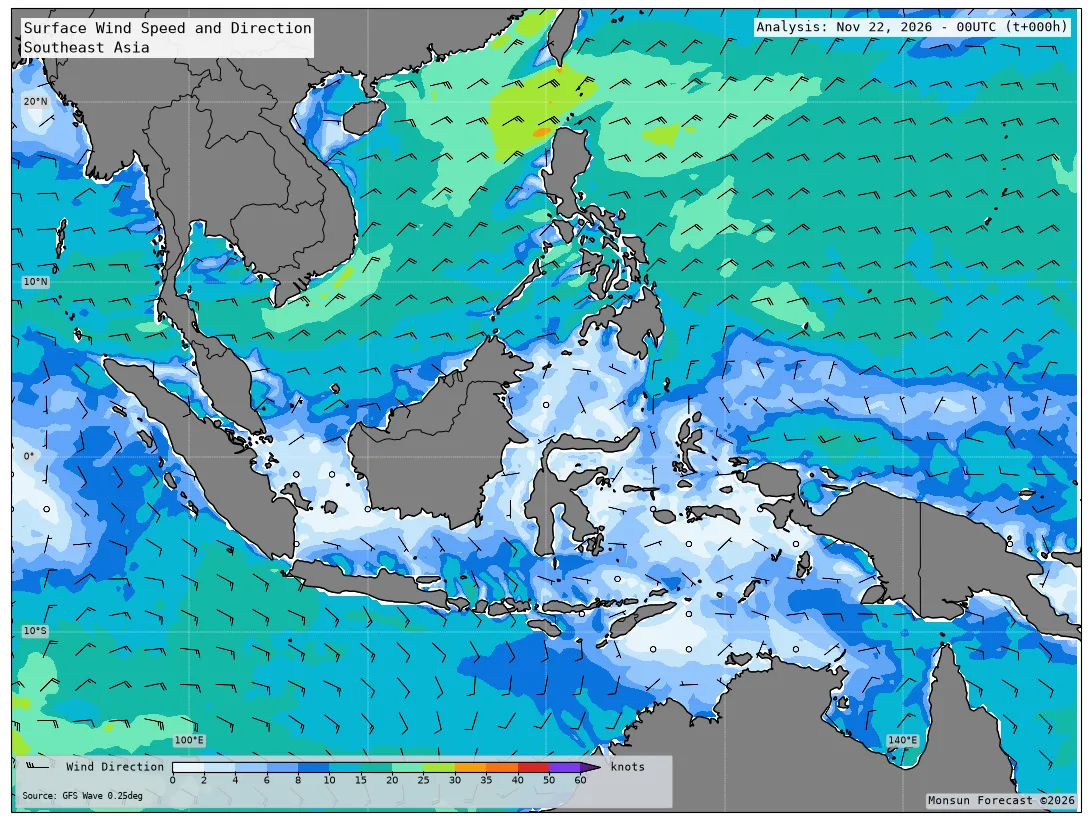 Surface Wind Speed and Direction
Southeast Asia
Analysis: Nov 22, 2026 - 00UTC (t+000h)
20°N
10°N
0°
10°S
100°E
140°E
Wind Direction
0 2 4 6 8 10 15 20 25 30 35 40 50 60
knots
Source: GFS Wave 0.25deg
Monsun Forecast ©2026